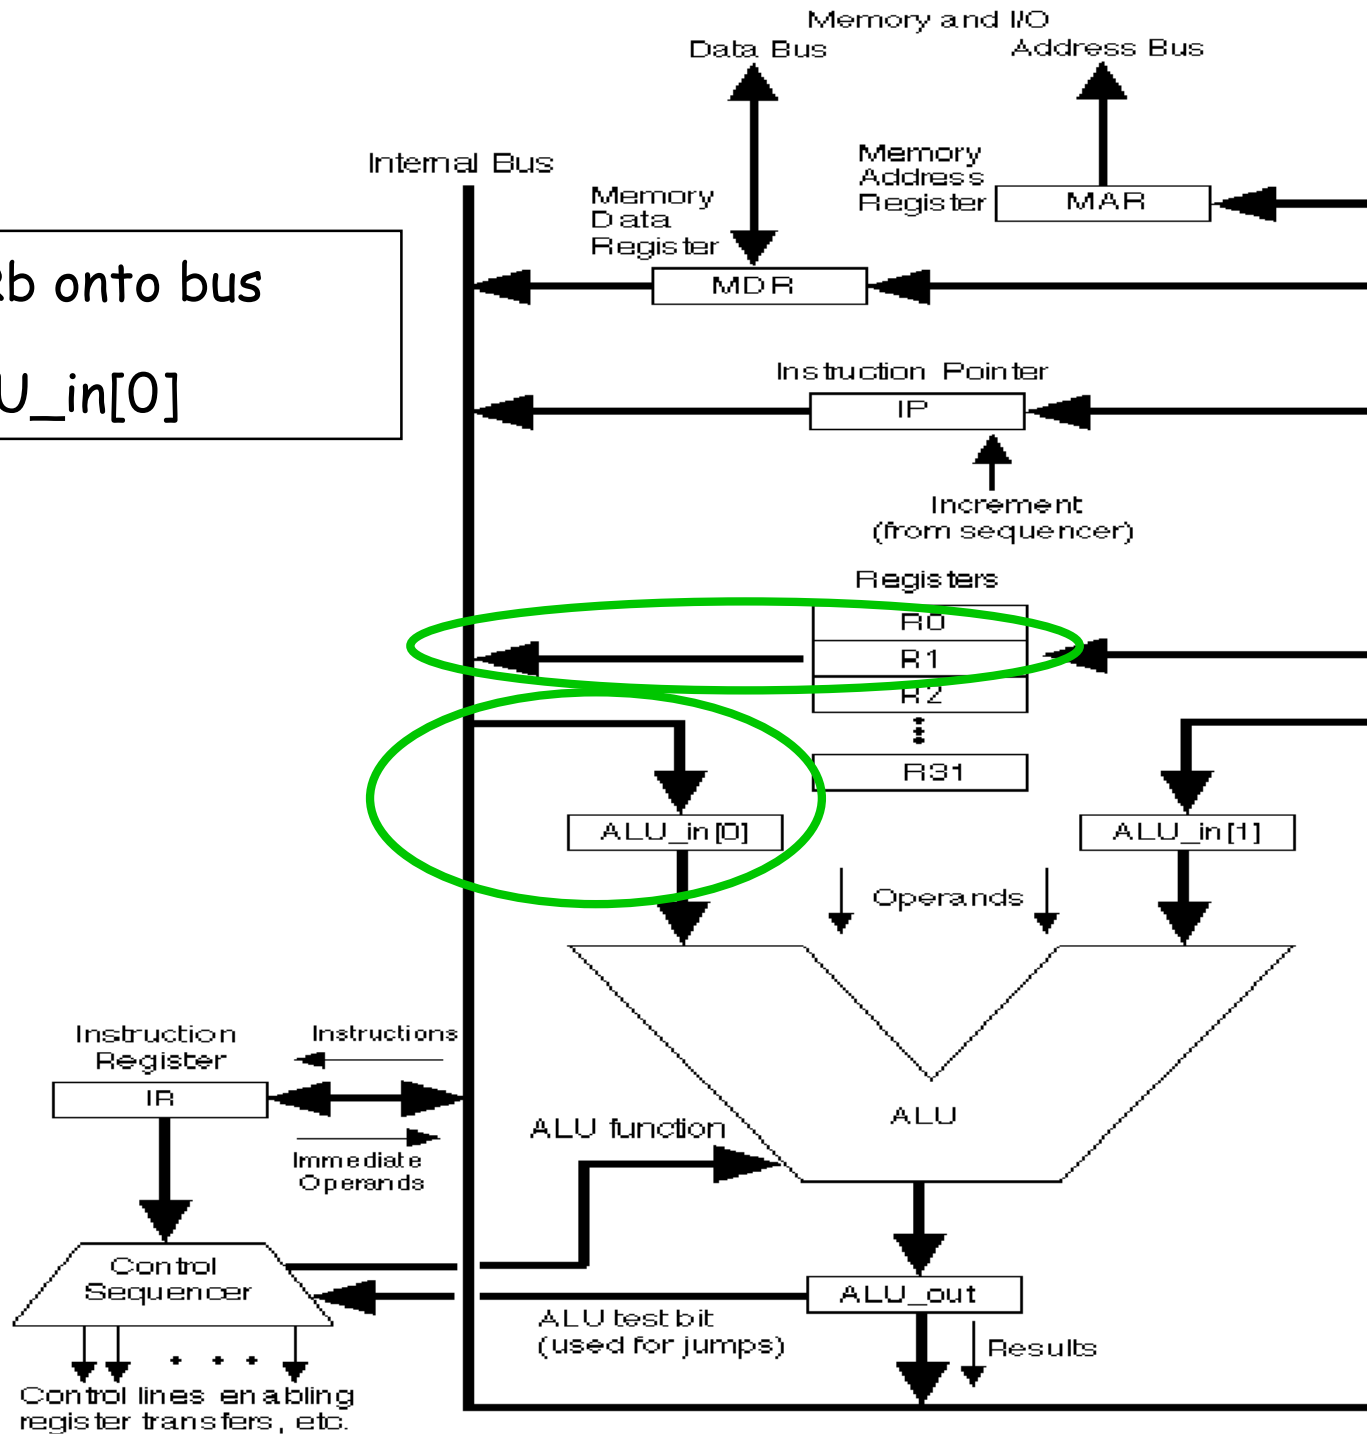 Memory and I/O
Data Bus
Address Bus
Internal Bus
Memory
Data
Register
Memory
Address
Register
MAR
MDR
onto bus
U_in[0]
Instruction Pointer
IP
Increment
(from sequencer)
Registers
R0
R1
R2
R31
ALU_in[0]
ALU_in[1]
Operands
Instruction
Register
Instructions
IR
Immediate
Operands
ALU function
ALU
Control
Sequencer
ALU_out
ALU test bit
(used for jumps)
Results
Control lines enabling
register transfers, etc.